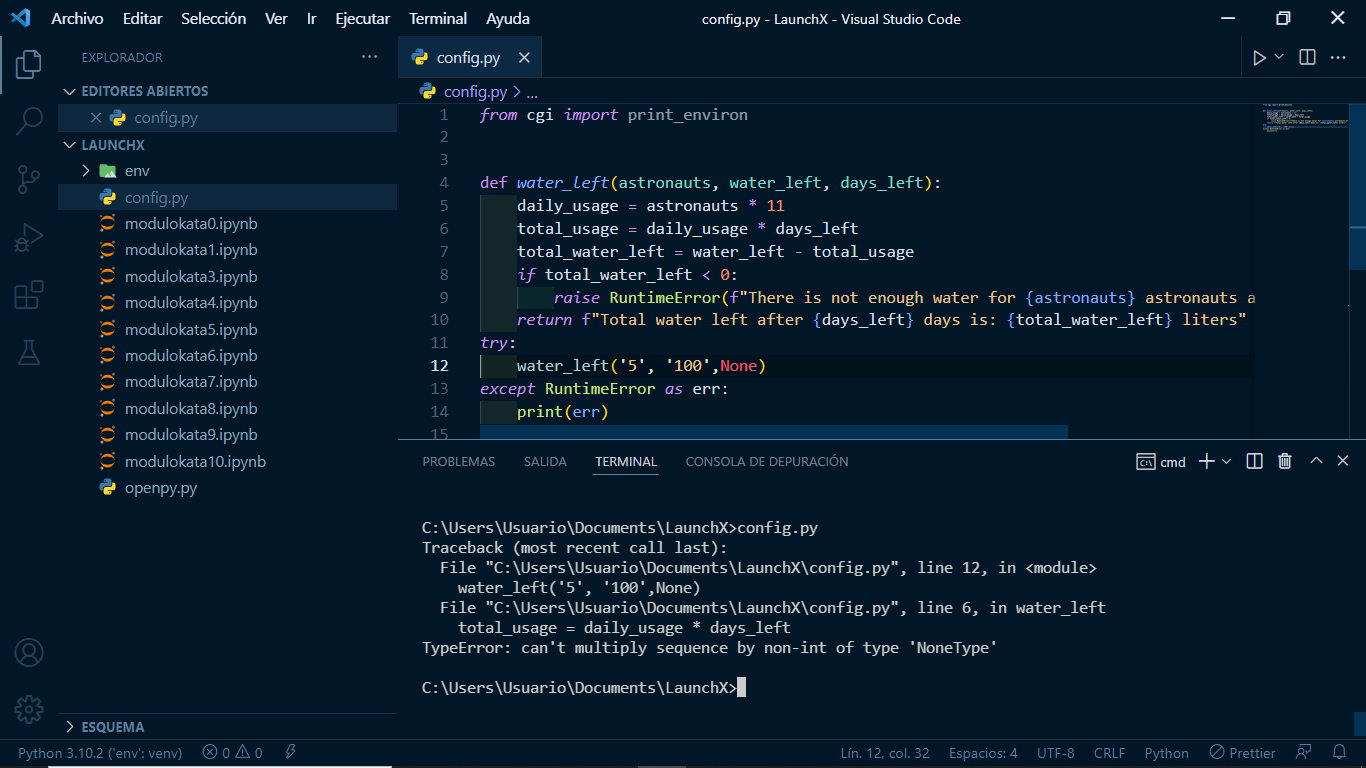 Archivo Editar Selección Ver Ir Ejecutar Terminal Ayuda config.py - LaunchX - Visual Studio Code
EXPLORADOR
EDITORES ABIERTOS
config.py
LAUNCHX
env
config.py
modulokata0.ipynb
modulokata1.ipynb
modulokata3.ipynb
modulokata4.ipynb
modulokata5.ipynb
modulokata6.ipynb
modulokata7.ipynb
modulokata8.ipynb
modulokata9.ipynb
modulokata10.ipynb
openpy.py
ESQUEMA
config.py
config.py > ...
1 from cgi import print_environ
2
3
4 def water_left(astronauts, water_left, days_left):
5 daily_usage = astronauts * 11
6 total_usage = daily_usage * days_left
7 total_water_left = water_left - total_usage
8 if total_water_left < 0:
9 raise RuntimeError(f"There is not enough water for {astronauts} astronauts a
10 return f"Total water left after {days_left} days is: {total_water_left} liters"
11 try:
12 water_left('5', '100',None)
13 except RuntimeError as err:
14 print(err)
15
PROBLEMAS SALIDA TERMINAL CONSOLA DE DEPURACIÓN cmd
C:\Users\Usuario\Documents\LaunchX>config.py
Traceback (most recent call last):
File "C:\Users\Usuario\Documents\LaunchX\config.py", line 12, in <module>
water_left('5', '100',None)
File "C:\Users\Usuario\Documents\LaunchX\config.py", line 6, in water_left
total_usage = daily_usage * days_left
TypeError: can't multiply sequence by non-int of type 'NoneType'
C:\Users\Usuario\Documents\LaunchX>
Python 3.10.2 ('env': venv) 0 0 Lín. 12, col. 32 Espacios: 4 UTF-8 CRLF Python Prettier